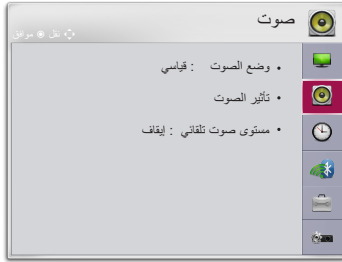 صوت
نقل موافق
• وضع الصوت : قياسي
• تأثير الصوت
• مستوى صوت تلقائي : إيقاف